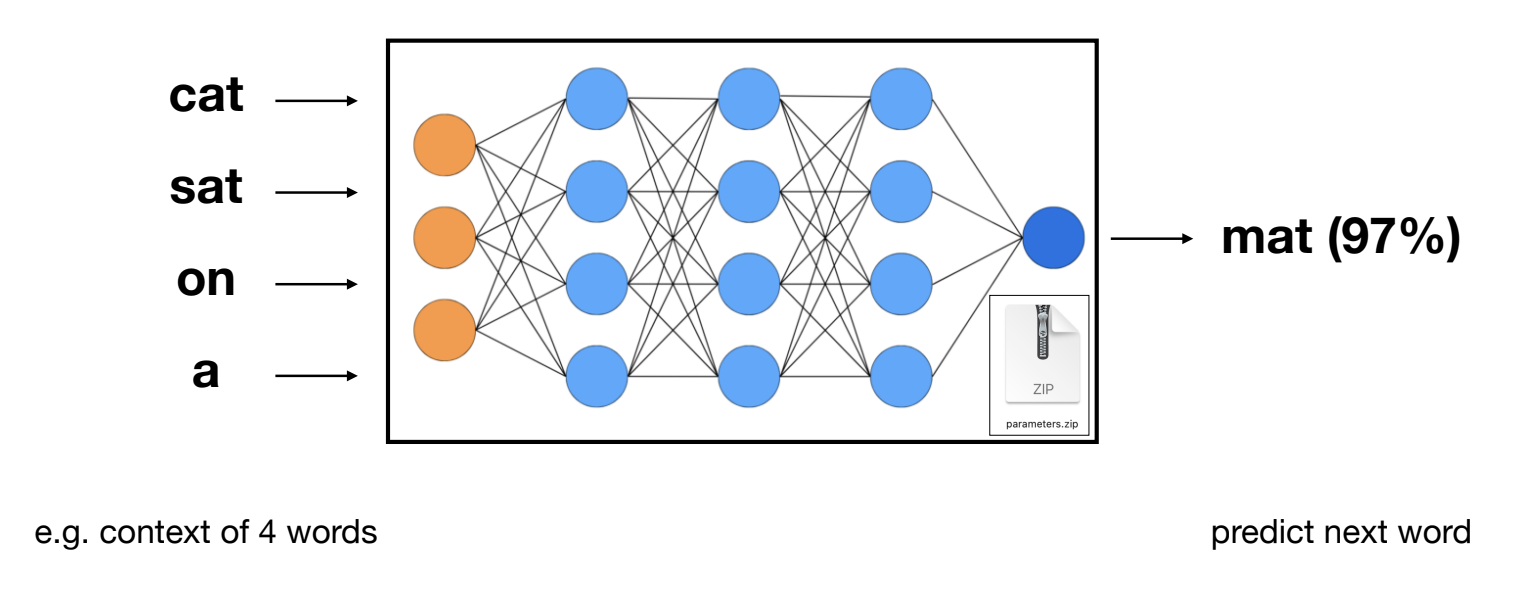 cat
sat
on
a
mat (97%)
ZIP
parameters.zip
e.g. context of 4 words
predict next word